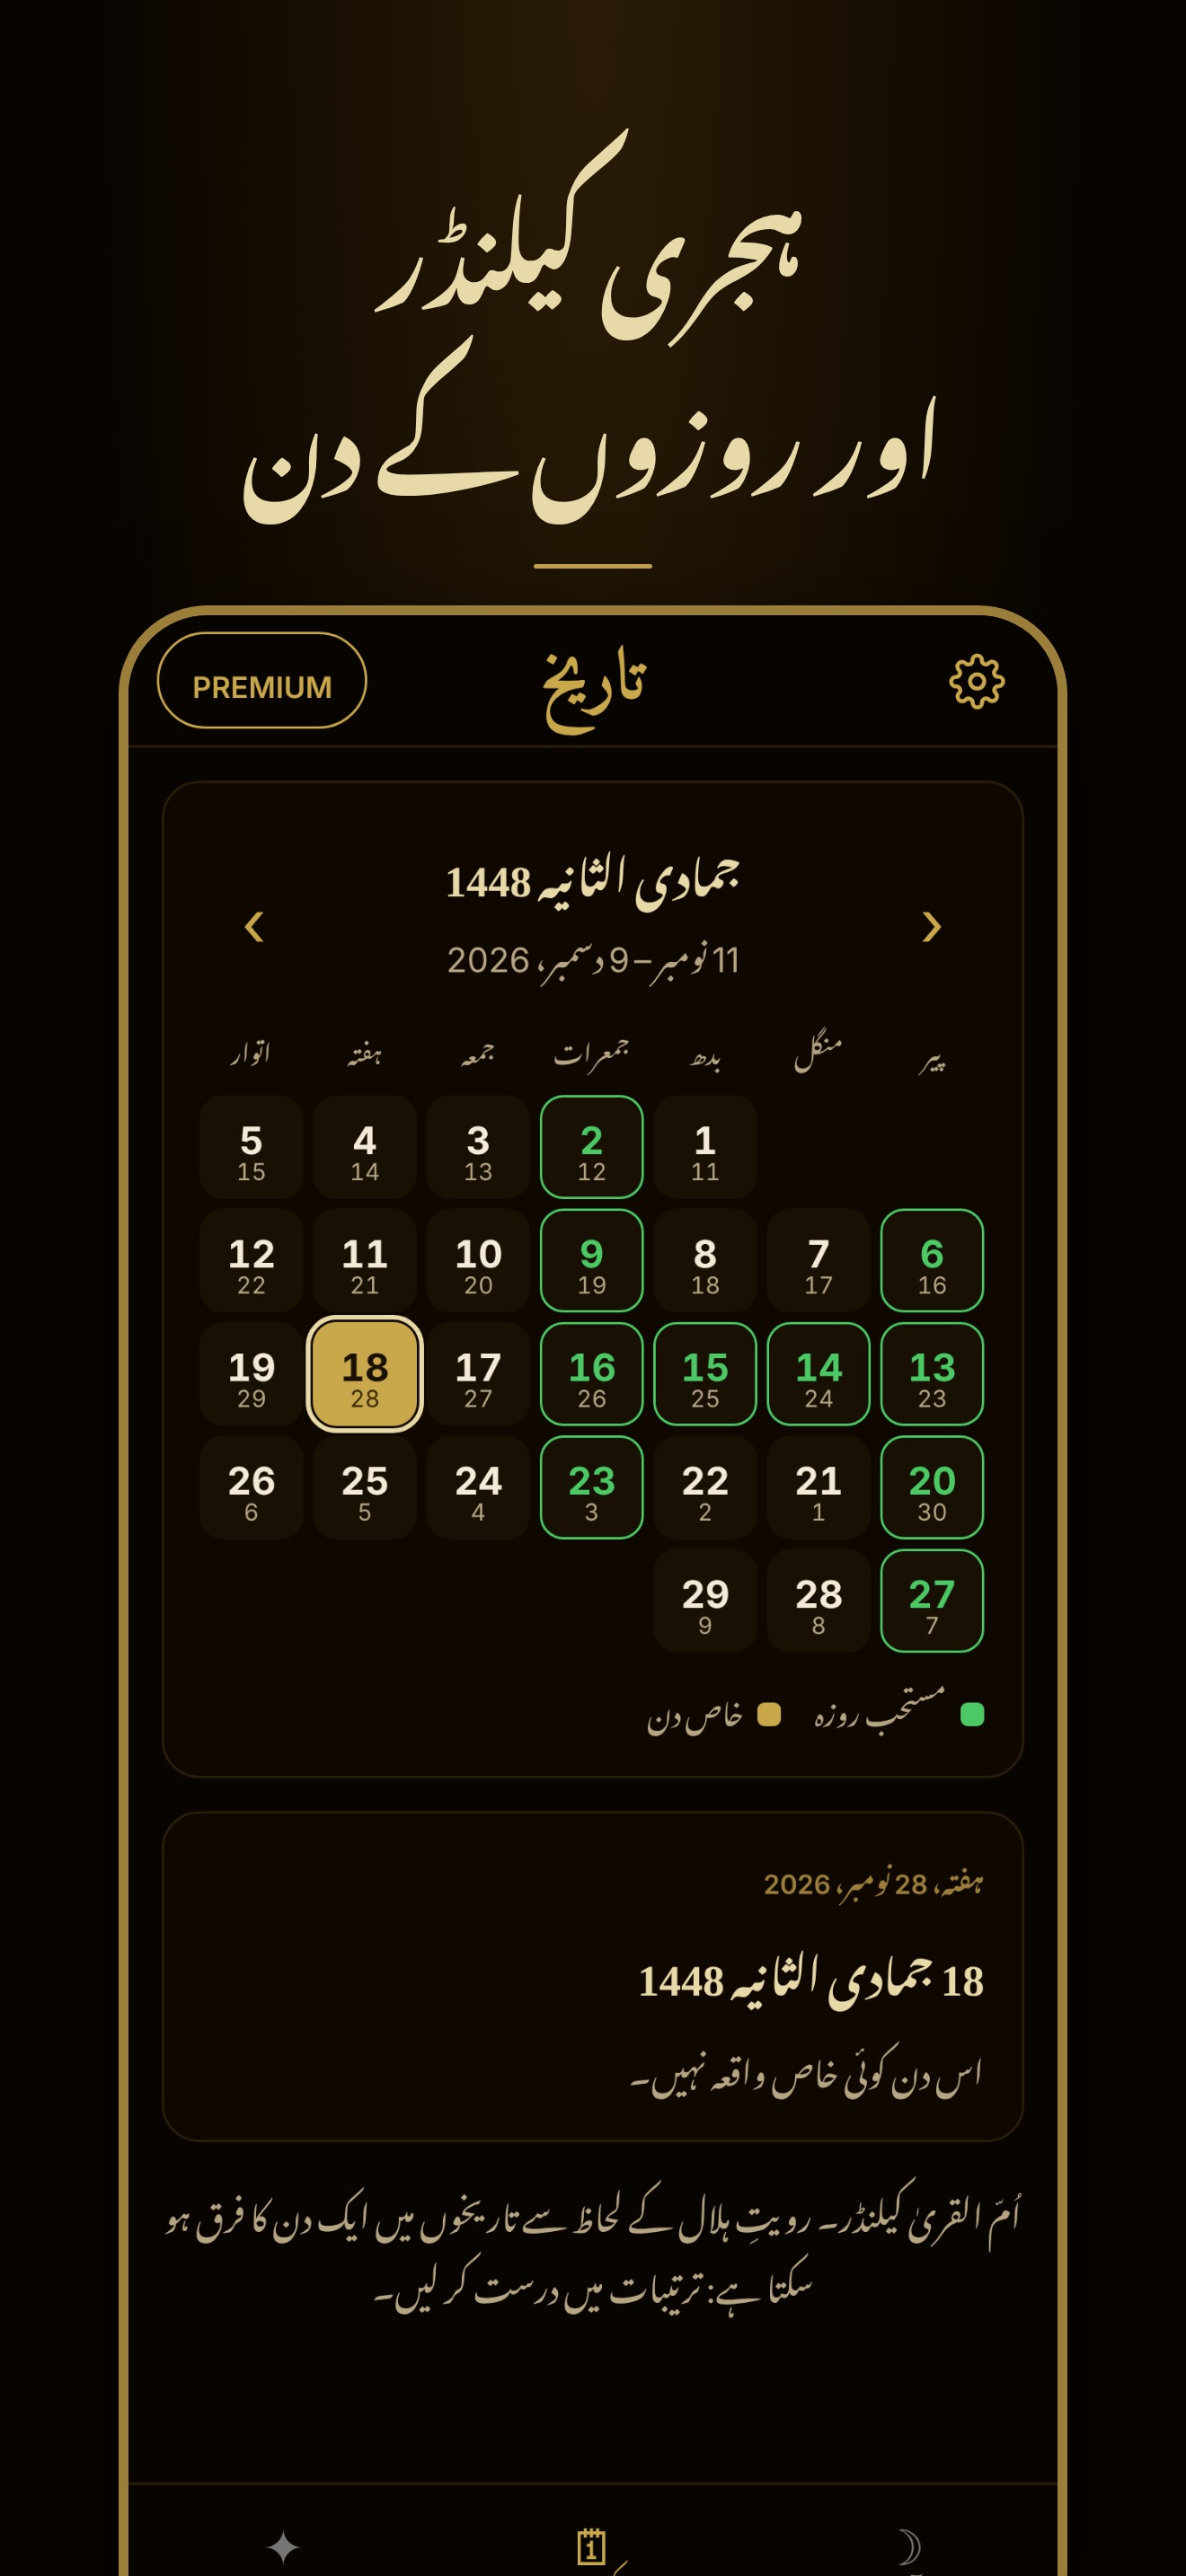 ہجری کیلنڈر
اور روزوں کے دن
تاریخ
PREMIUM
جمادی الثانیہ 1448
11 نومبر – 9 دسمبر، 2026
پیر منگل بدھ جمعرات جمعہ ہفتہ اتوار
1 2 3 4 5
11 12 13 14 15
6 7 8 9 10 11 12
16 17 18 19 20 21 22
13 14 15 16 17 18 19
23 24 25 26 27 28 29
20 21 22 23 24 25 26
30 1 2 3 4 5 6
27 28 29
7 8 9
مستحب روزہ خاص دن
ہفتہ، 28 نومبر، 2026
18 جمادی الثانیہ 1448
اس دن کوئی خاص واقعہ نہیں۔
اُمّ القریٰ کیلنڈر۔ رویتِ ہلال کے لحاظ سے تاریخوں میں ایک دن کا فرق ہو
سکتا ہے: ترتیبات میں درست کر لیں۔